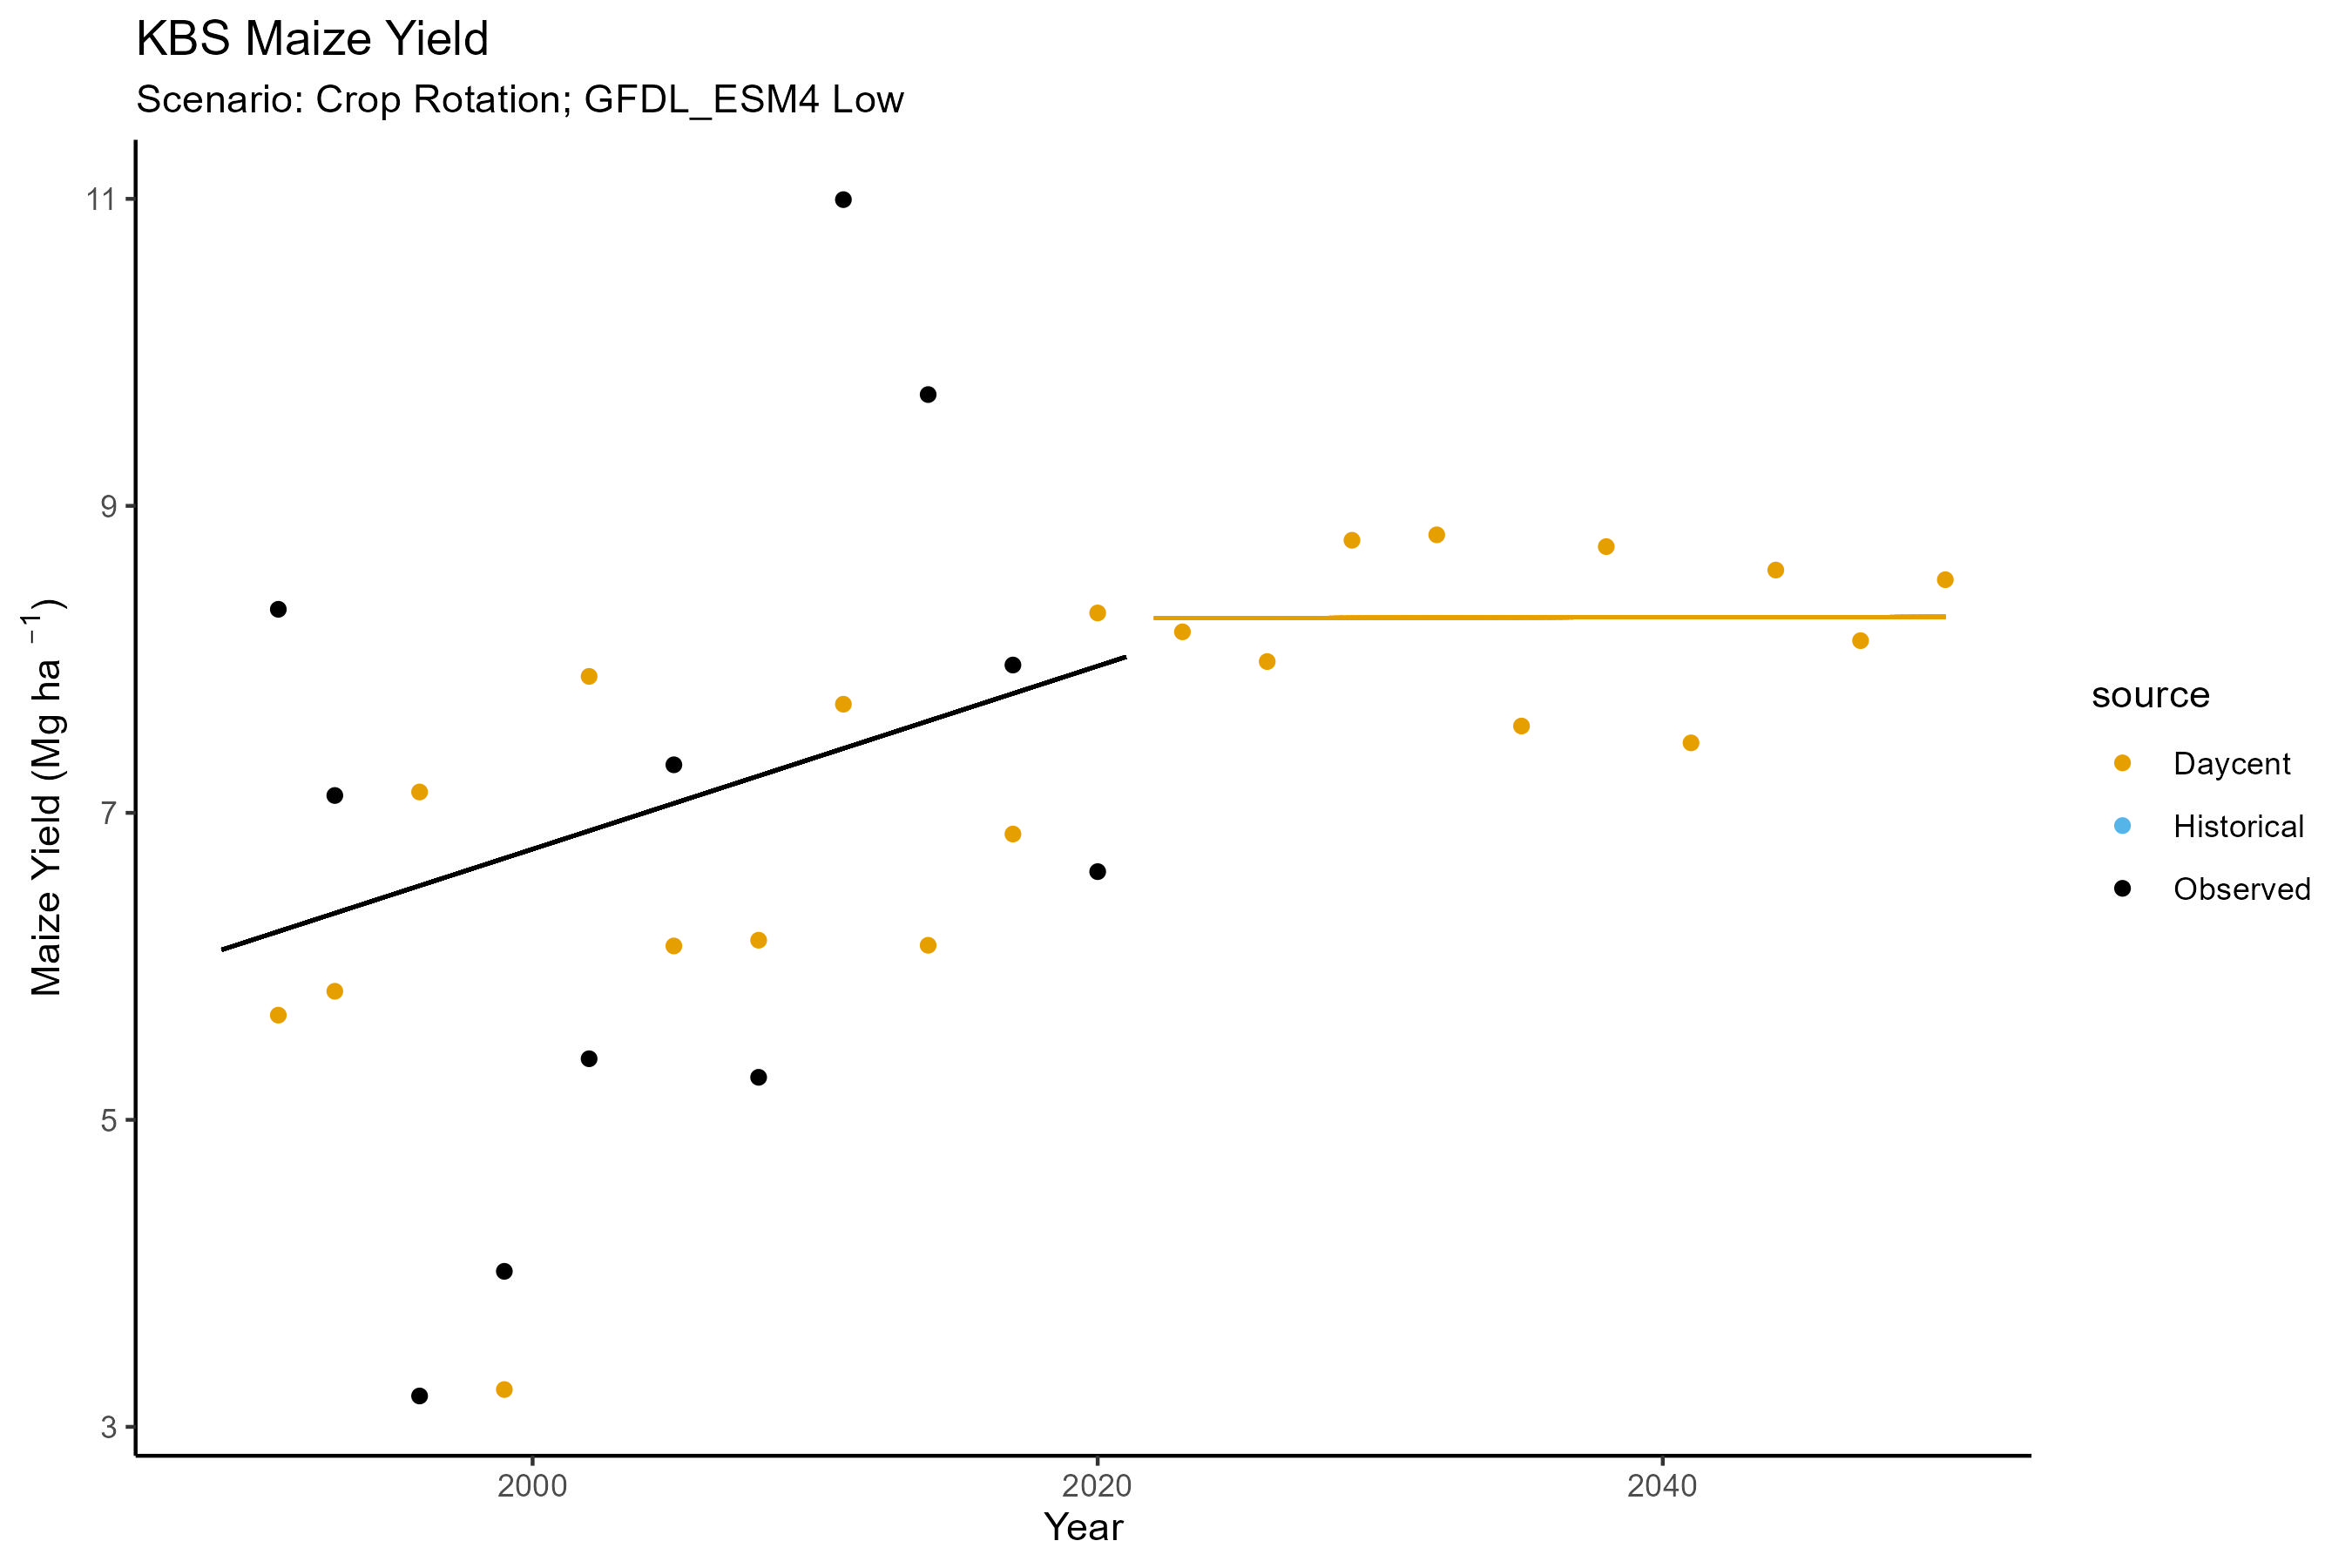 KBS Maize Yield
Scenario: Crop Rotation; GFDL_ESM4 Low
Maize Yield (Mg ha ⁻¹)
11
9
7
5
3
2000
2020
2040
Year
source
Daycent
Historical
Observed